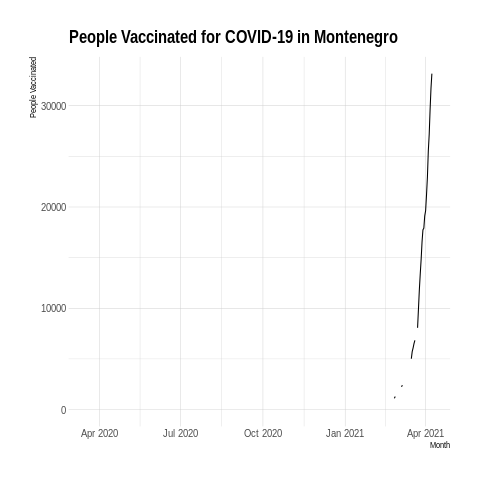 People Vaccinated for COVID-19 in Montenegro
People Vaccinated
30000
20000
10000
0
Apr 2020 Jul 2020 Oct 2020 Jan 2021 Apr 2021
Month